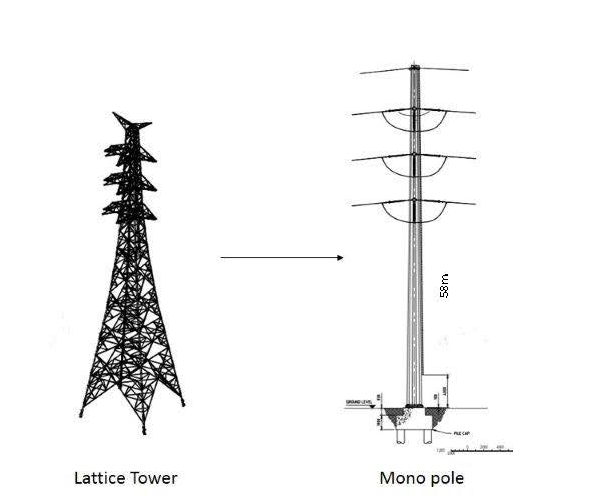 58m
GROUND LEVEL
PILE CAP
Lattice Tower
Mono pole